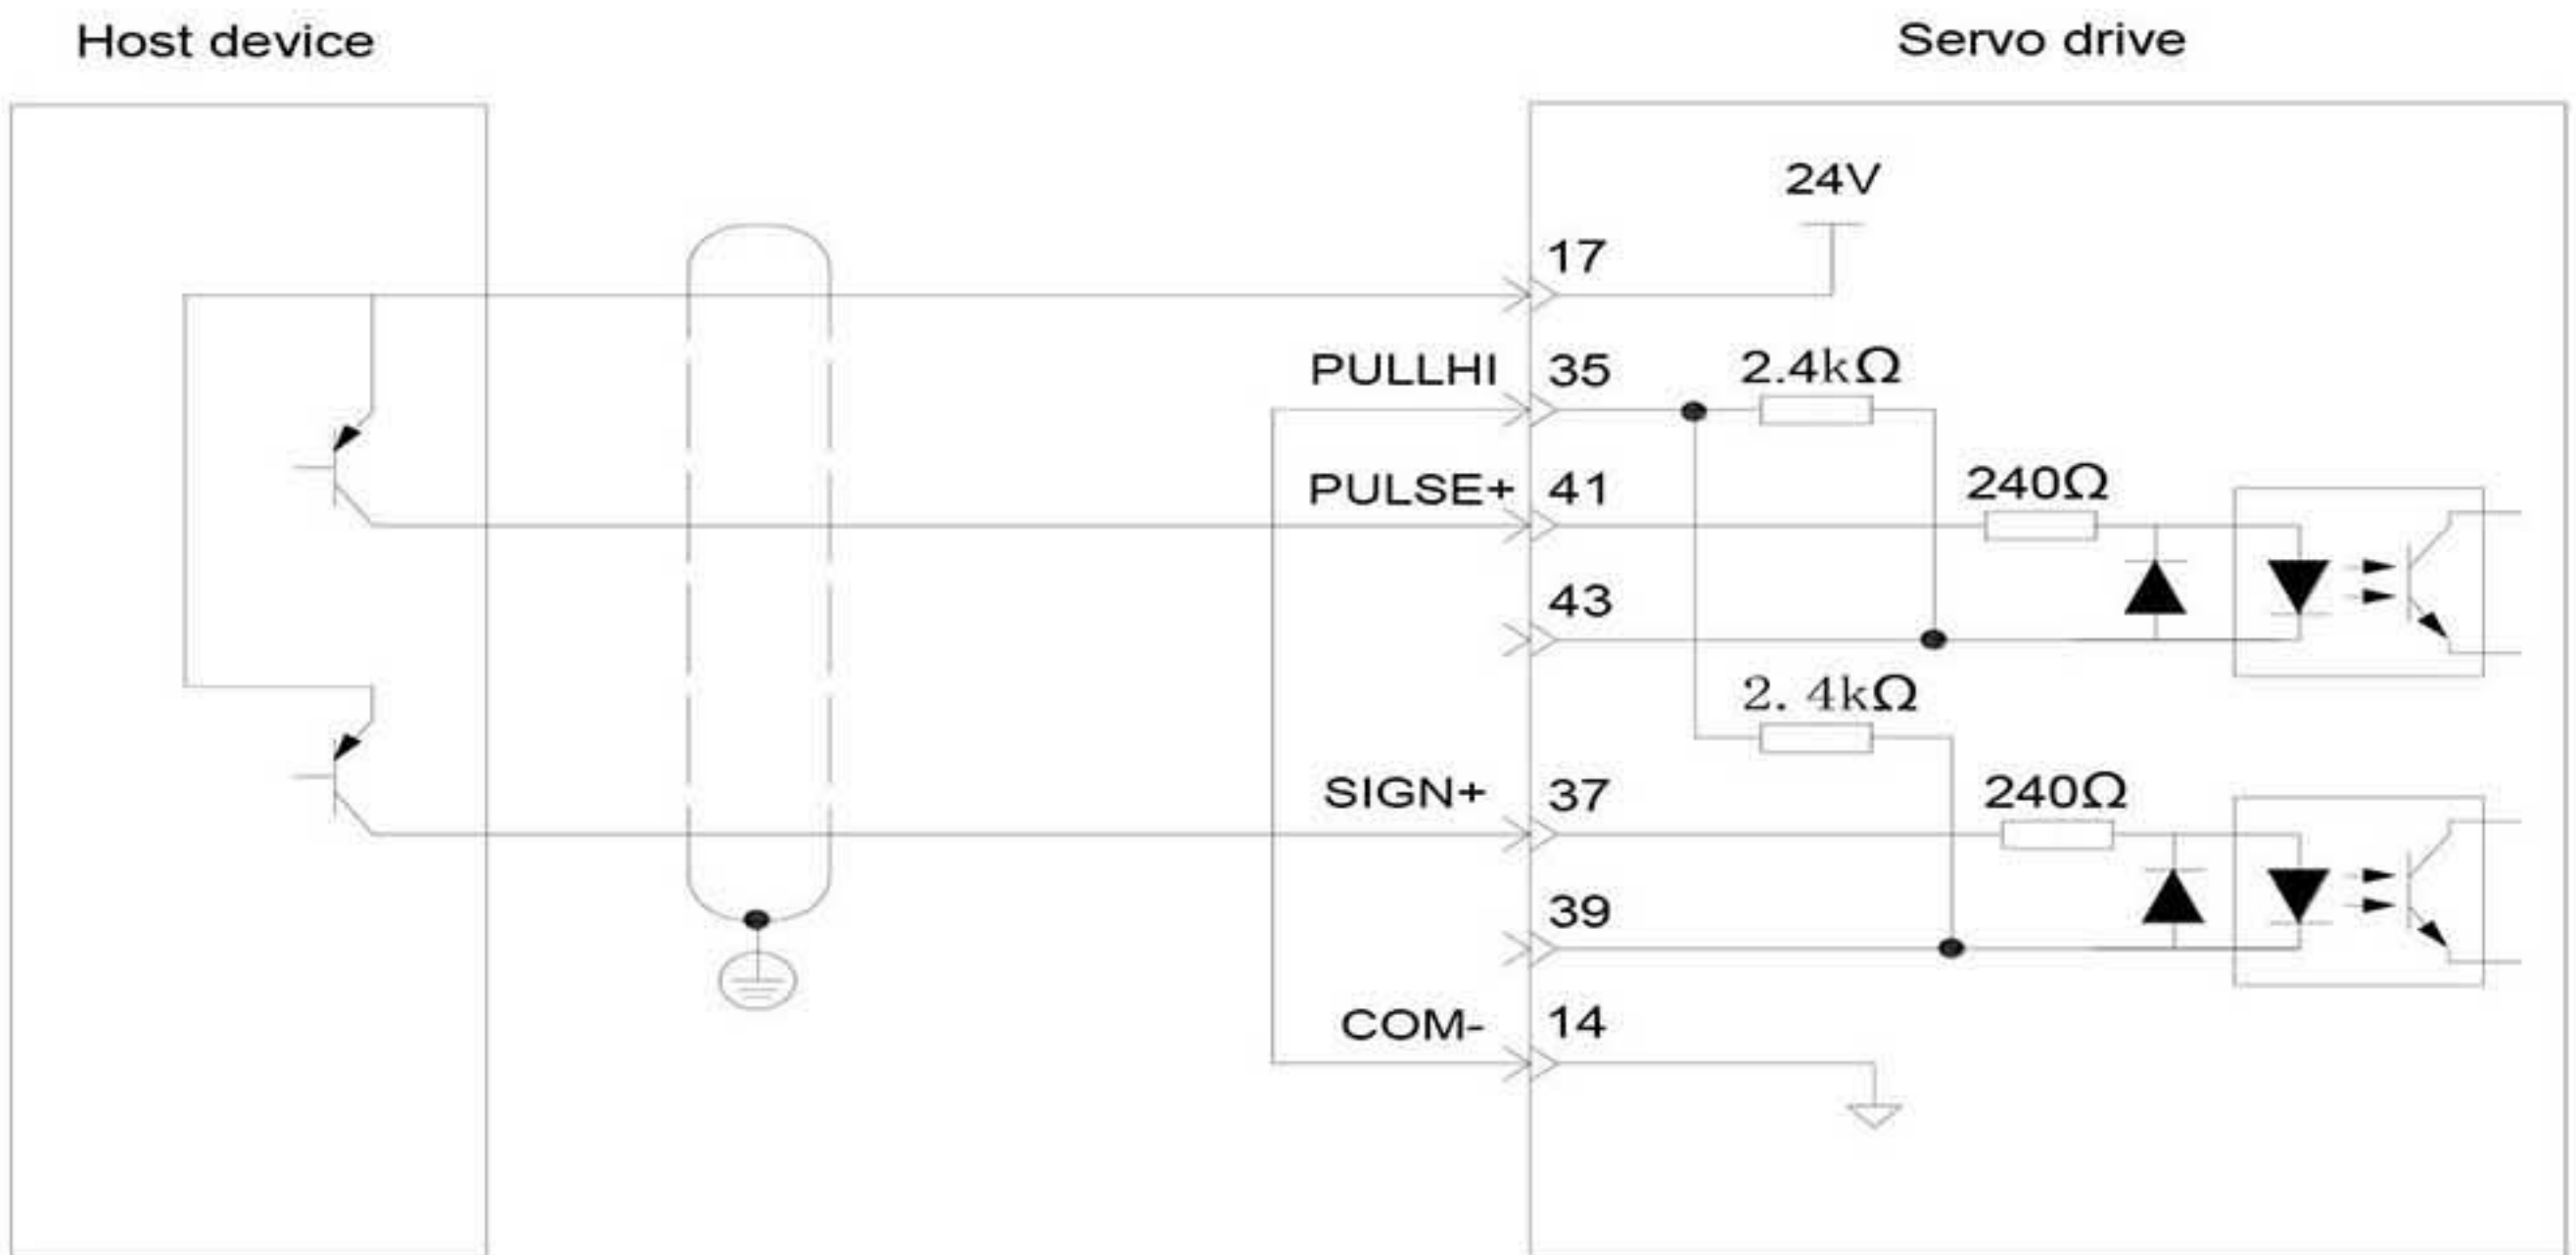 Host device
Servo drive
24V
17
PULLHI 35 2.4kΩ
PULSE+ 41 240Ω
43
2. 4kΩ
SIGN+ 37 240Ω
39
COM- 14